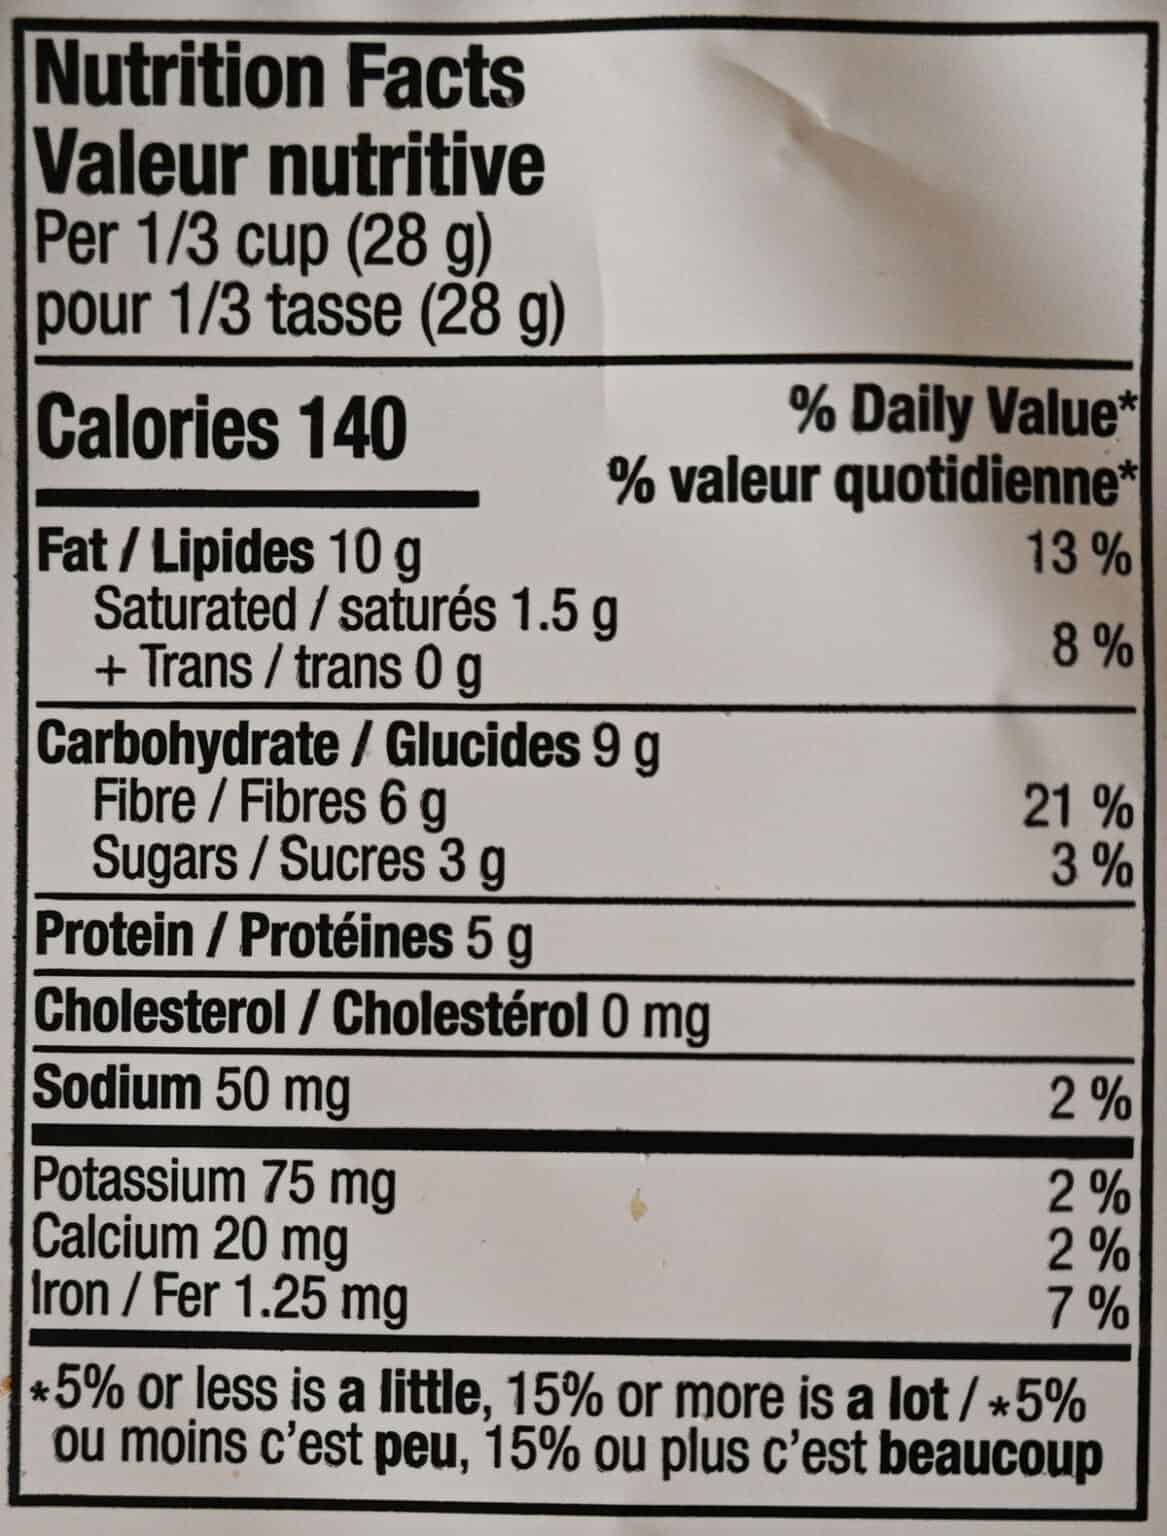 Nutrition Facts
Valeur nutritive
Per 1/3 cup (28 g)
pour 1/3 tasse (28 g)
Calories 140
% Daily Value*
% valeur quotidienne*
Fat / Lipides 10 g 13 %
Saturated / saturés 1.5 g
+ Trans / trans 0 g 8 %
Carbohydrate / Glucides 9 g
Fibre / Fibres 6 g 21 %
Sugars / Sucres 3 g 3 %
Protein / Protéines 5 g
Cholesterol / Cholestérol 0 mg
Sodium 50 mg 2 %
Potassium 75 mg 2 %
Calcium 20 mg 2 %
Iron / Fer 1.25 mg 7 %
*5% or less is a little, 15% or more is a lot / *5%
ou moins c'est peu, 15% ou plus c'est beaucoup